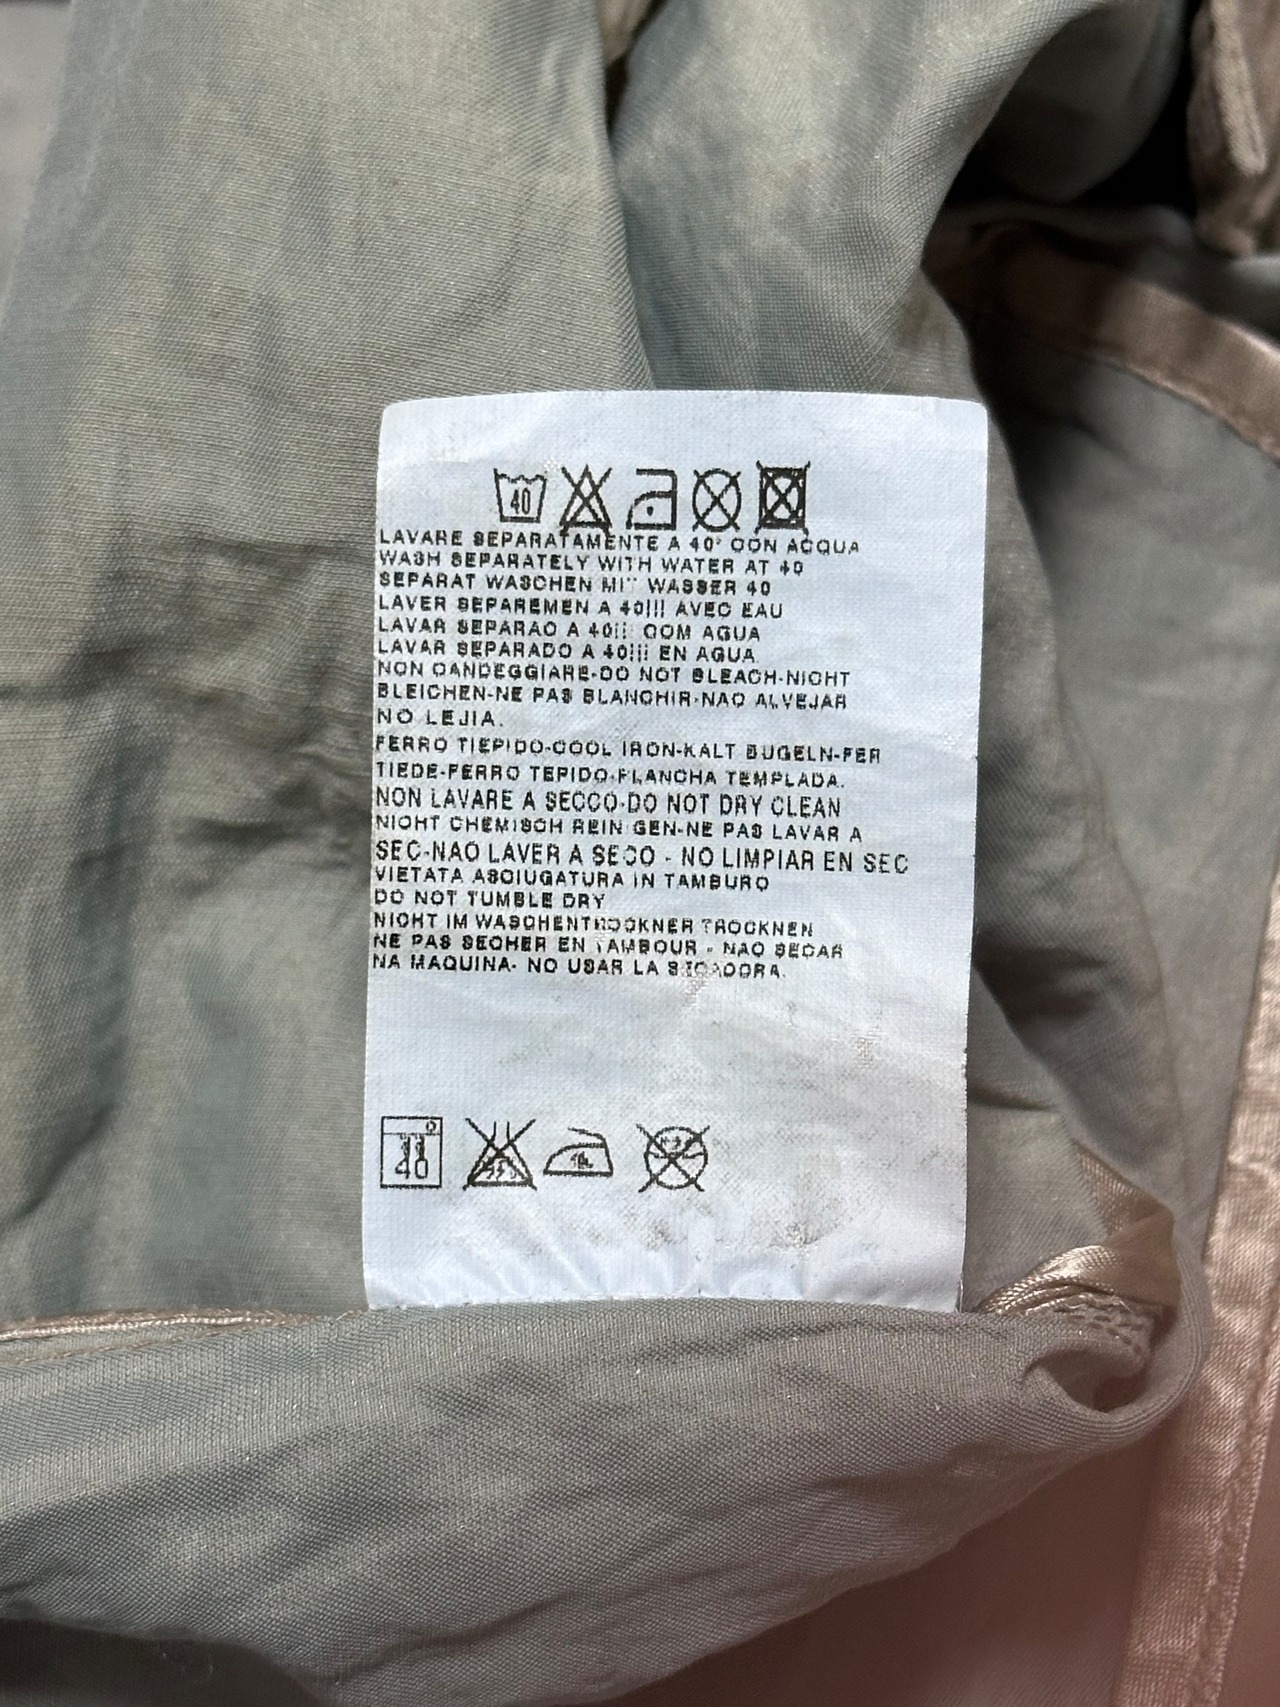 40
LAVARE SEPARATAMENTE A 40° CON ACQUA
WASH SEPARATELY WITH WATER AT 40
SEPARAT WASCHEN MIT WASSER 40
LAVER SEPAREMEN A 40!!! AVEC EAU
LAVAR SEPARAO A 40!!! COM AGUA
LAVAR SEPARADO A 40!!! EN AGUA
NON CANDEGGIARE-DO NOT BLEACH-NICHT
BLEICHEN-NE PAS BLANCHIR-NAO ALVEJAR
NO LEJIA.
FERRO TIEPIDO-COOL IRON-KALT BUGELN-FER
TIEDE-FERRO TEPIDO-PLANCHA TEMPLADA.
NON LAVARE A SECCO-DO NOT DRY CLEAN
NICHT CHEMISCH REIN GEN-NE PAS LAVAR A
SEC-NAO LAVER A SECO - NO LIMPIAR EN SEC
VIETATA ASCIUGATURA IN TAMBURO
DO NOT TUMBLE DRY
NICHT IM WASCHENTROCKNER TROCKNEN
NE PAS SECHER EN TAMBOUR - NAO SECAR
NA MAQUINA- NO USAR LA SECADORA.
40